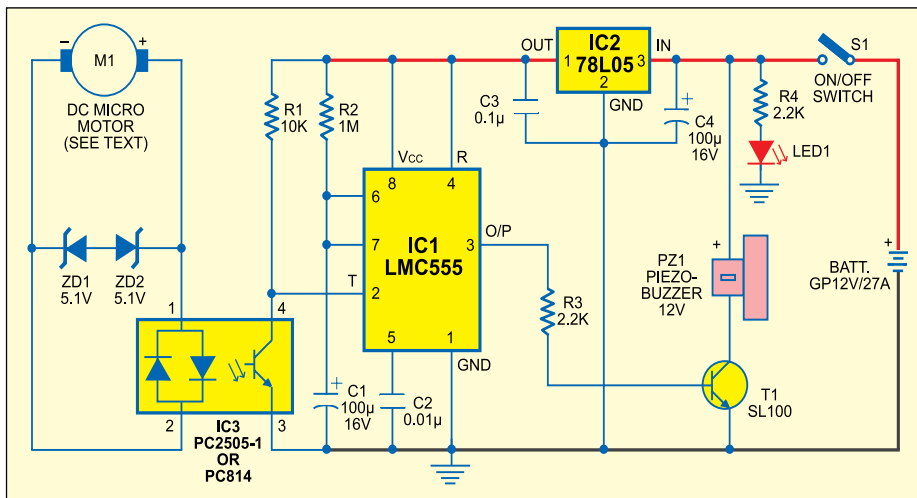 −
M1
+
DC MICRO
MOTOR
(SEE TEXT)
R1
10K
R2
1M
OUT
IC2
IN
1
78L05
3
2
GND
C3
0.1µ
+
C4
100µ
16V
S1
ON/OFF
SWITCH
R4
2.2K
LED1
VCC
R
8
4
6
7
IC1
LMC555
O/P
3
T
2
5
1
GND
ZD1
5.1V
ZD2
5.1V
1
4
2
3
IC3
PC2505-1
OR
PC814
+
C1
100µ
16V
C2
0.01µ
R3
2.2K
+
PZ1
PIEZO-
BUZZER
12V
T1
SL100
+
BATT.
GP12V/27A